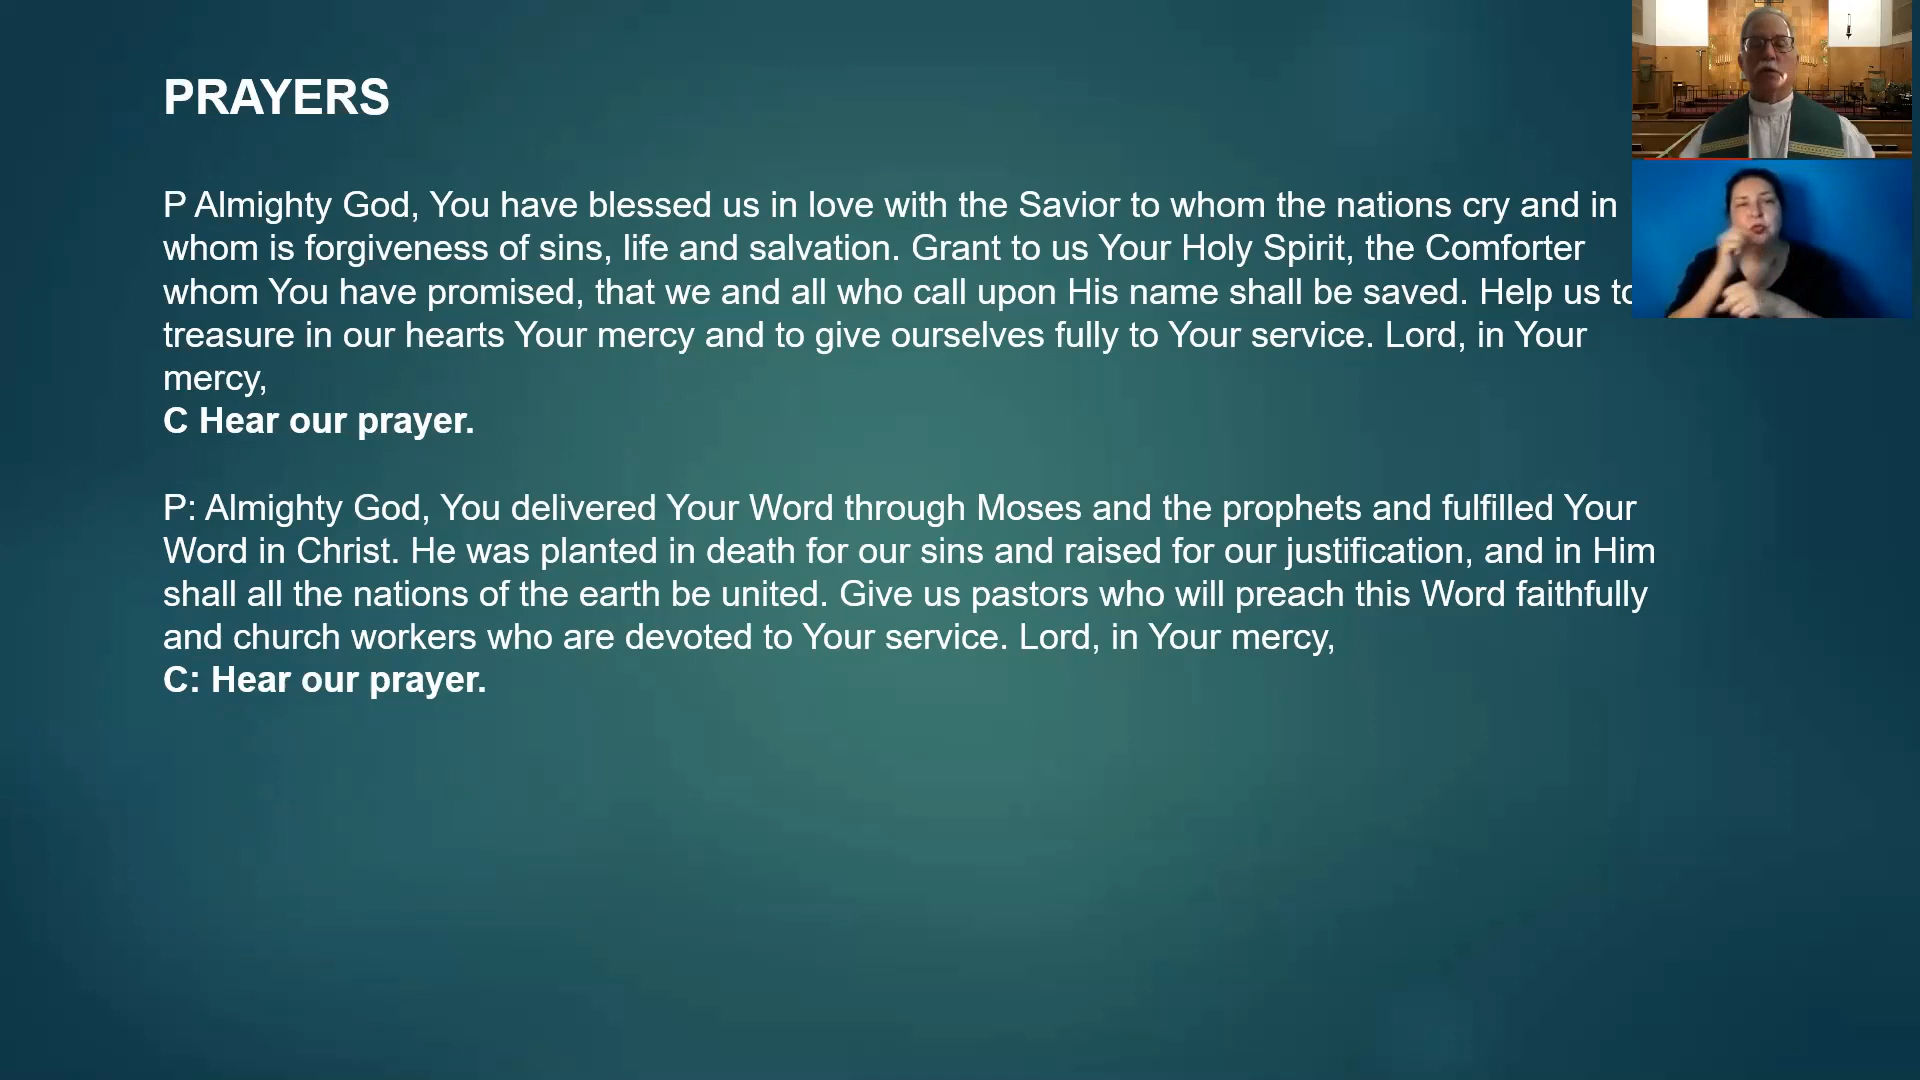 PRAYERS
P Almighty God, You have blessed us in love with the Savior to whom the nations cry and in
whom is forgiveness of sins, life and salvation. Grant to us Your Holy Spirit, the Comforter
whom You have promised, that we and all who call upon His name shall be saved. Help us to
treasure in our hearts Your mercy and to give ourselves fully to Your service. Lord, in Your
mercy,
C Hear our prayer.
P: Almighty God, You delivered Your Word through Moses and the prophets and fulfilled Your
Word in Christ. He was planted in death for our sins and raised for our justification, and in Him
shall all the nations of the earth be united. Give us pastors who will preach this Word faithfully
and church workers who are devoted to Your service. Lord, in Your mercy,
C: Hear our prayer.